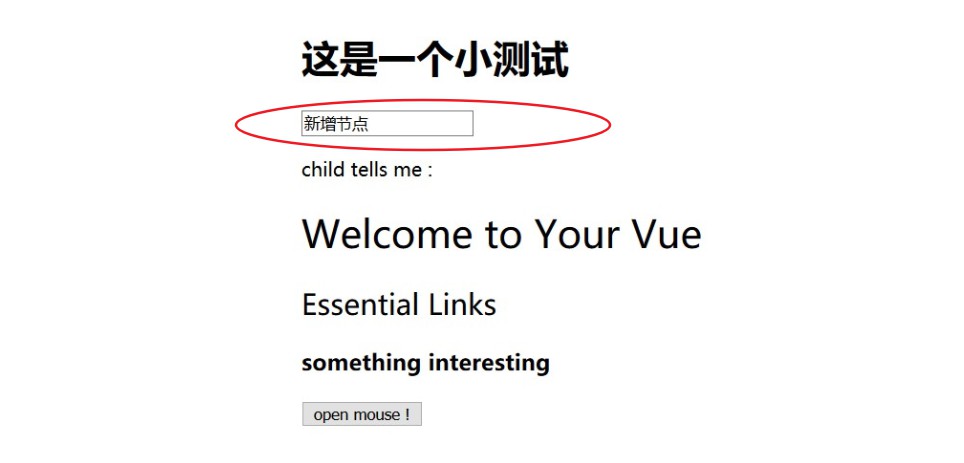 这是一个小测试
新增节点
child tells me :
Welcome to Your Vue
Essential Links
something interesting
open mouse !